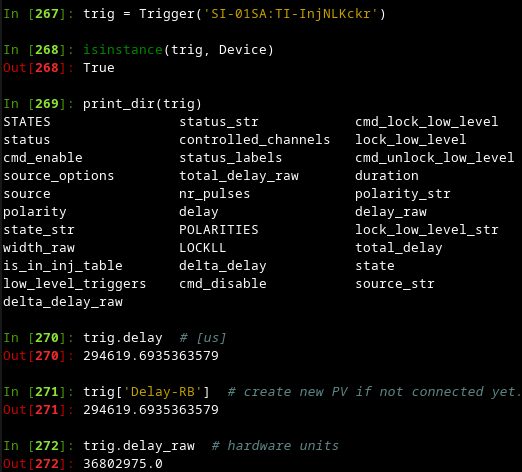 In [267]: trig = Trigger('SI-01SA:TI-InjNLKckr')
In [268]: isinstance(trig, Device)
Out[268]: True
In [269]: print_dir(trig)
STATES status_str cmd_lock_low_level
status controlled_channels lock_low_level
cmd_enable status_labels cmd_unlock_low_level
source_options total_delay_raw duration
source nr_pulses polarity_str
polarity delay delay_raw
state_str POLARITIES lock_low_level_str
width_raw LOCKLL total_delay
is_in_inj_table delta_delay state
low_level_triggers cmd_disable source_str
delta_delay_raw
In [270]: trig.delay # [us]
Out[270]: 294619.6935363579
In [271]: trig['Delay-RB'] # create new PV if not connected yet.
Out[271]: 294619.6935363579
In [272]: trig.delay_raw # hardware units
Out[272]: 36802975.0